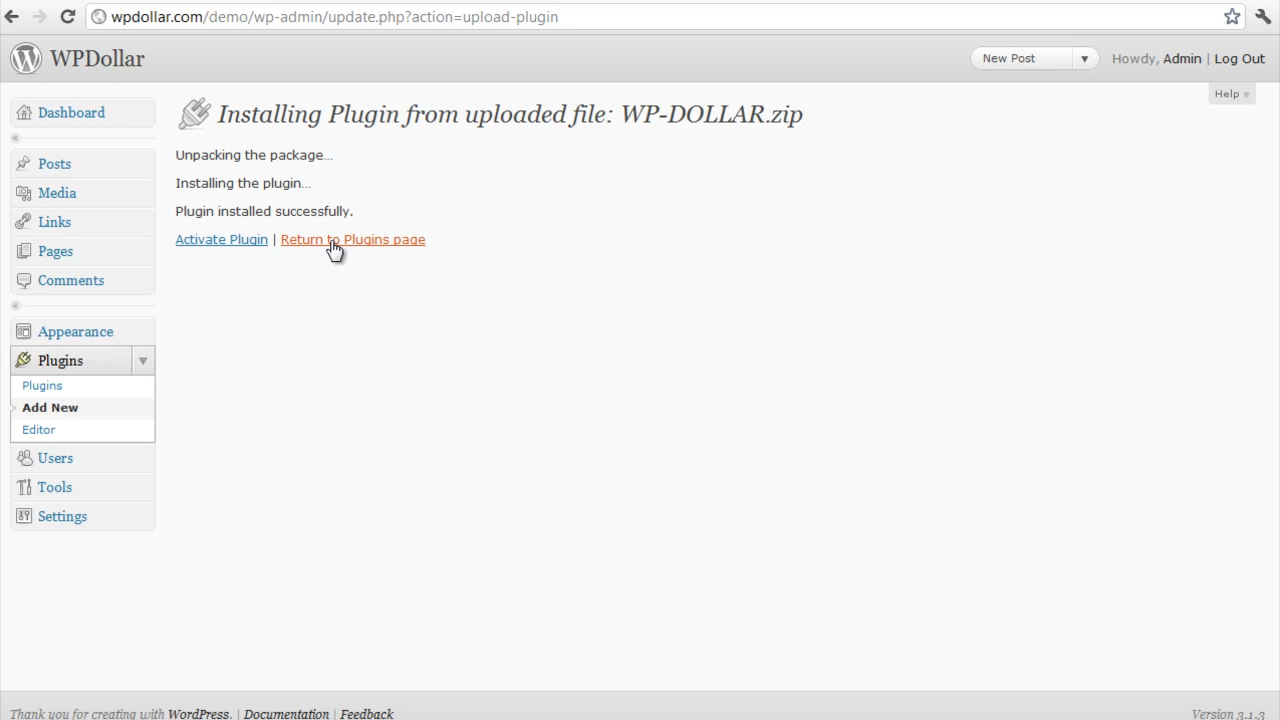 wpdollar.com/demo/wp-admin/update.php?action=upload-plugin
WPDollar
New Post
Howdy, Admin | Log Out
Help
Dashboard
Installing Plugin from uploaded file: WP-DOLLAR.zip
Unpacking the package...
Installing the plugin...
Plugin installed successfully.
Activate Plugin | Return to Plugins page
Posts
Media
Links
Pages
Comments
Appearance
Plugins
Plugins
Add New
Editor
Users
Tools
Settings
Thank you for creating with WordPress. | Documentation | Feedback
Version 3.1.3